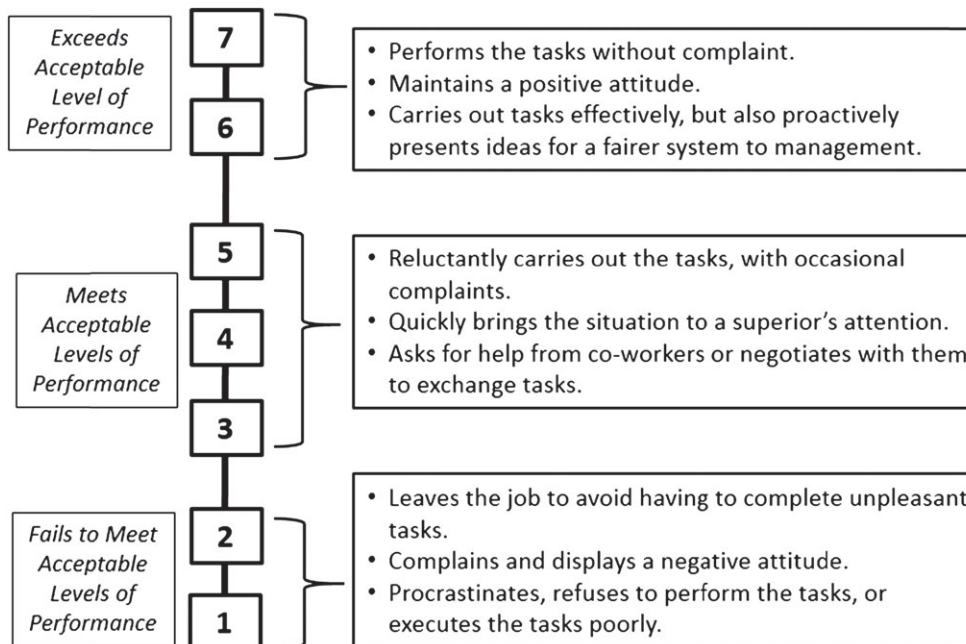 Exceeds
Acceptable
Level of
Performance
7
6
• Performs the tasks without complaint.
• Maintains a positive attitude.
• Carries out tasks effectively, but also proactively
presents ideas for a fairer system to management.
Meets
Acceptable
Levels of
Performance
5
4
3
• Reluctantly carries out the tasks, with occasional
complaints.
• Quickly brings the situation to a superior’s attention.
• Asks for help from co-workers or negotiates with them
to exchange tasks.
Fails to Meet
Acceptable
Levels of
Performance
2
1
• Leaves the job to avoid having to complete unpleasant
tasks.
• Complains and displays a negative attitude.
• Procrastinates, refuses to perform the tasks, or
executes the tasks poorly.